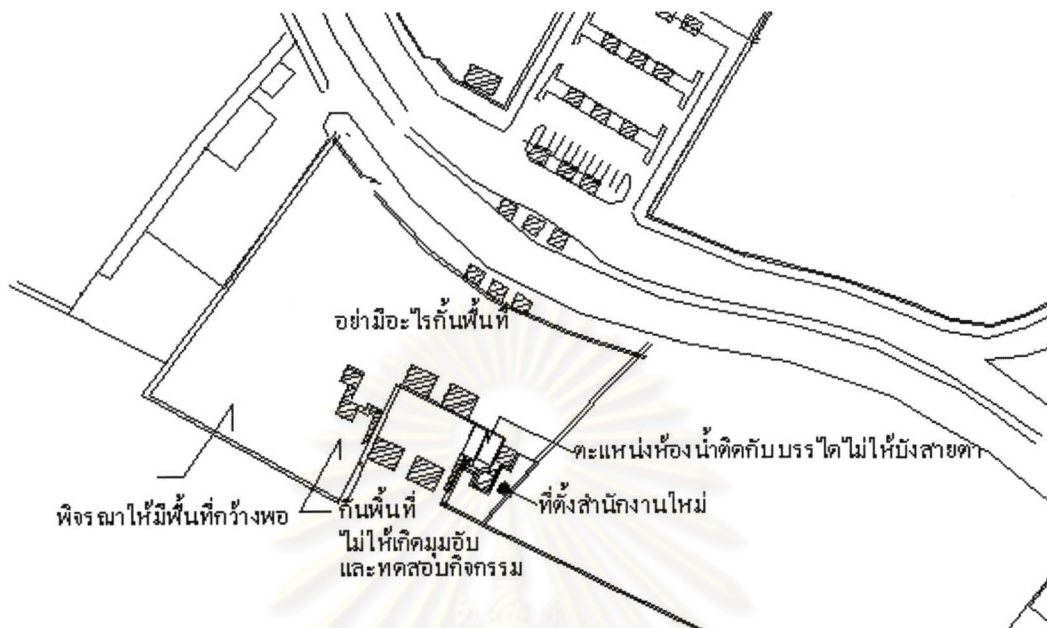 อย่ามีอะไรกั้นพื้นที่
ตะแหน่งห้องน้ำติดกับบรรไดไม่ให้บังสายตา
ที่ตั้งสำนักงานใหม่
พิจรณาให้มีพื้นที่กว้างพอ
กันพื้นที่
ไม่ให้เกิดมุมอับ
และทดสอบกิจกรรม